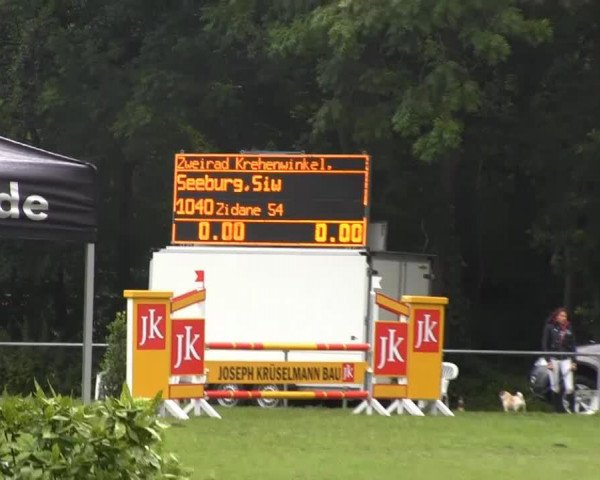 Zweirad Krehenwinkel.
Seeburg,Siw
1040 Zidane 54
0.00 0.00
de
JK JK JK JK
JOSEPH KRÜSELMANN BAU JK